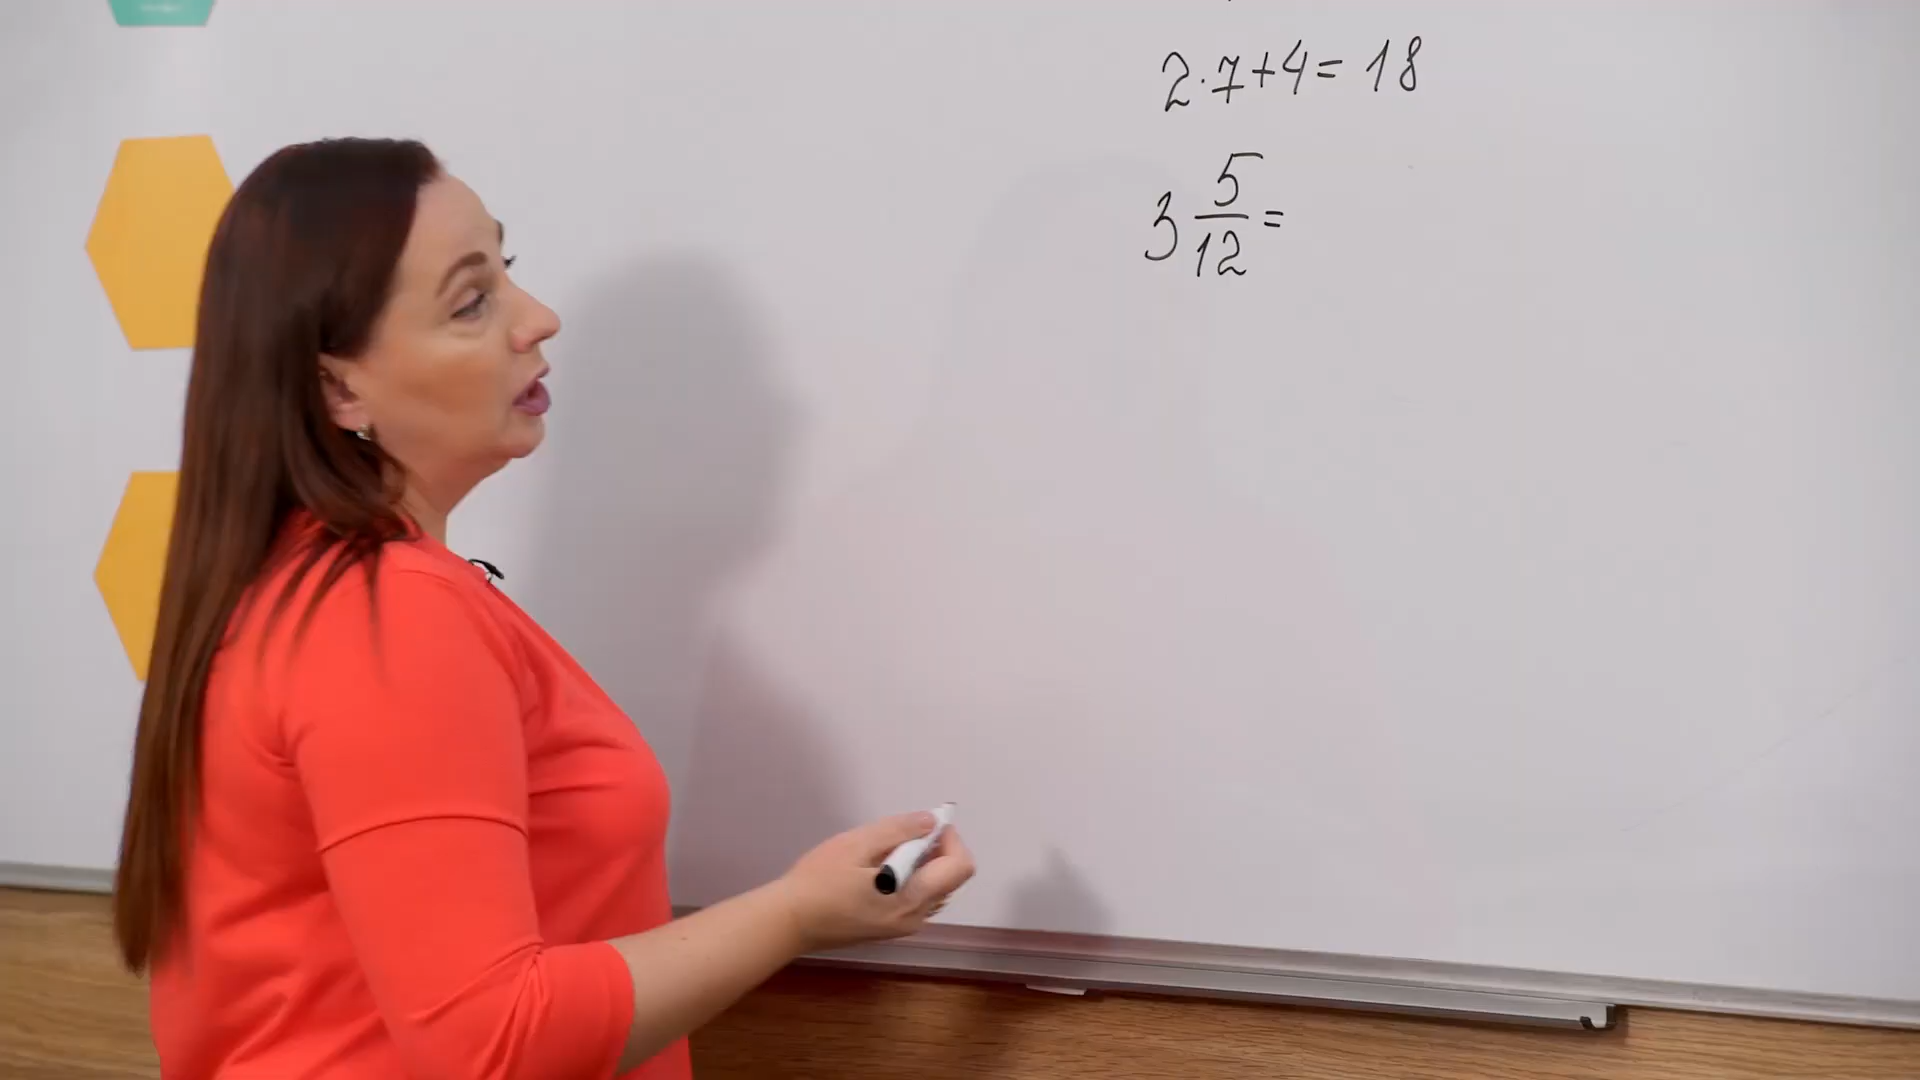 2·7+4= 18
3 5/12 =